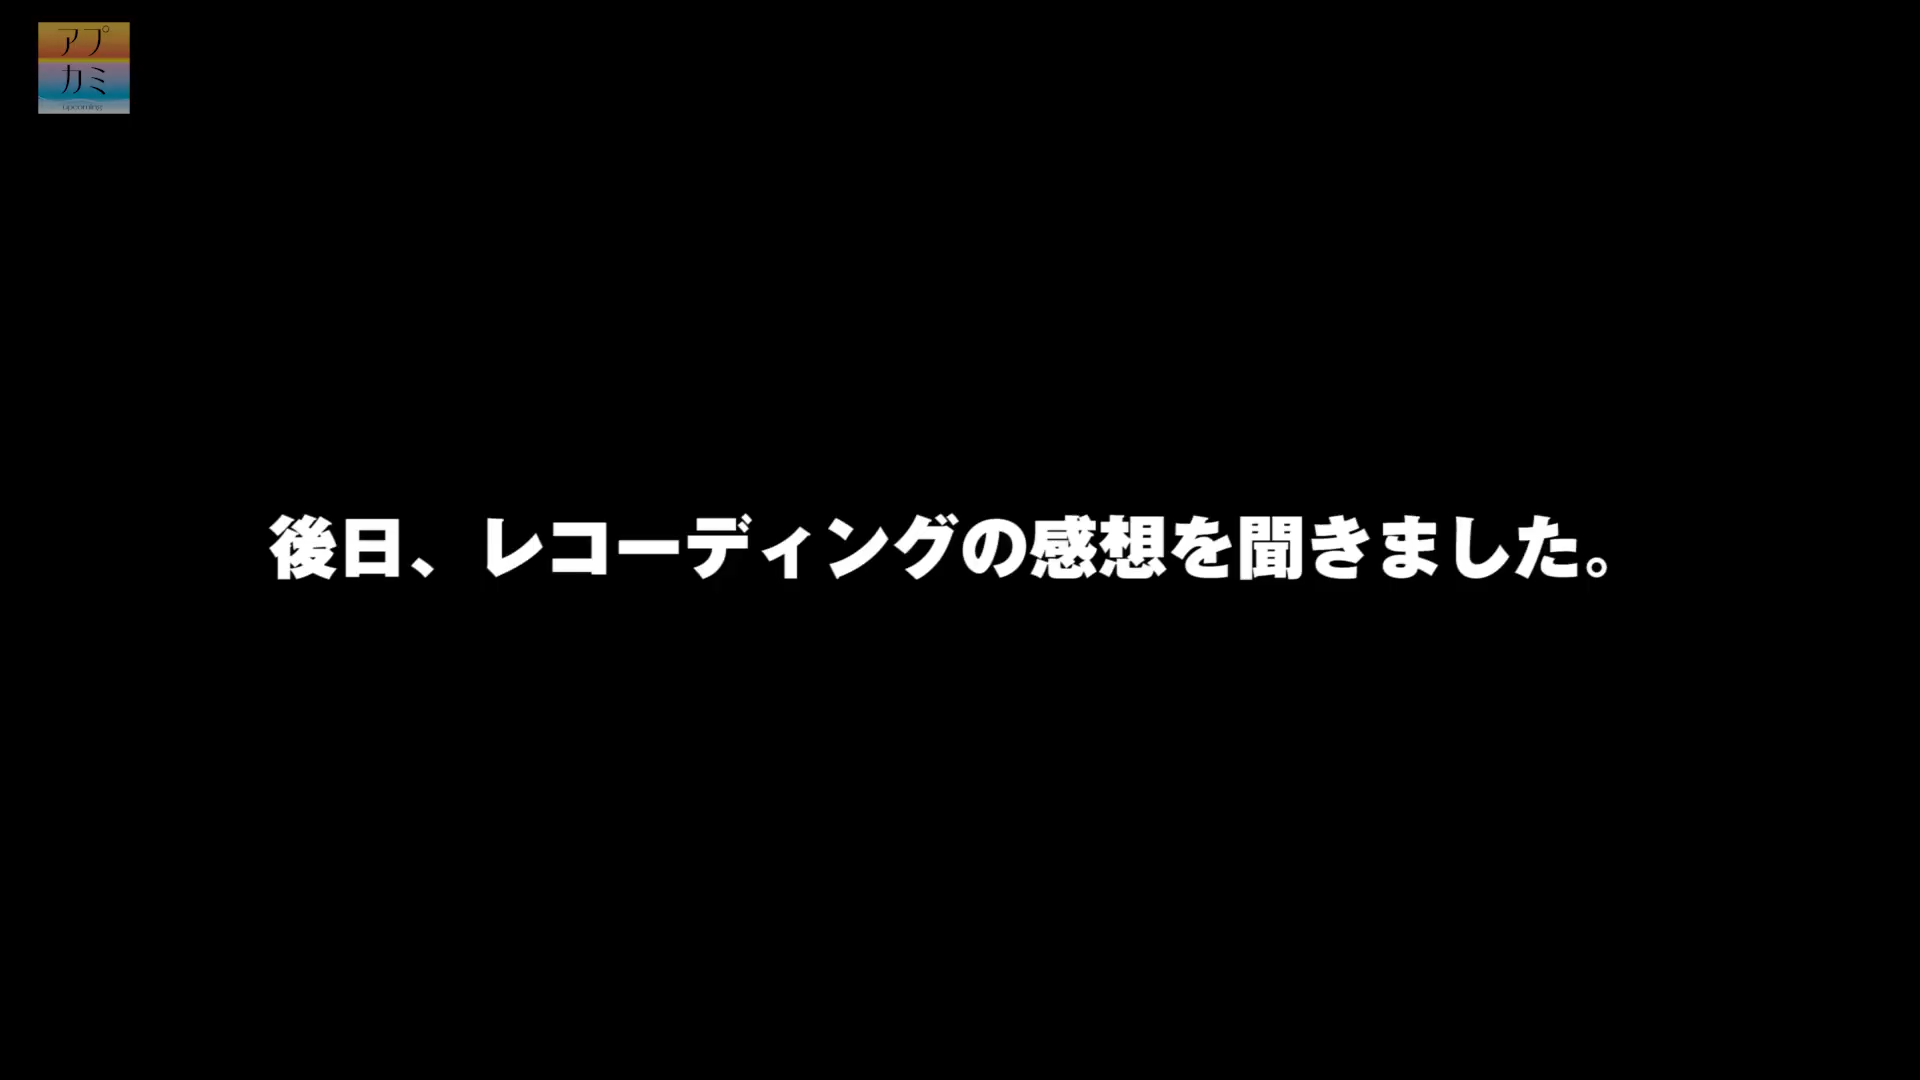 アプ
カミ
upcoming
後日、レコーディングの感想を聞きました。